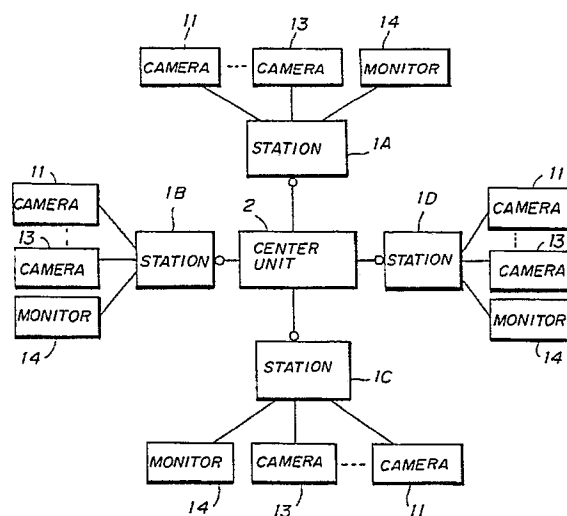 11
13
14
CAMERA
CAMERA
MONITOR
STATION
1A
11
CAMERA
13
CAMERA
MONITOR
14
1B
STATION
2
CENTER
UNIT
1D
STATION
11
CAMERA
13
CAMERA
MONITOR
14
STATION
1C
MONITOR
CAMERA
CAMERA
14
13
11